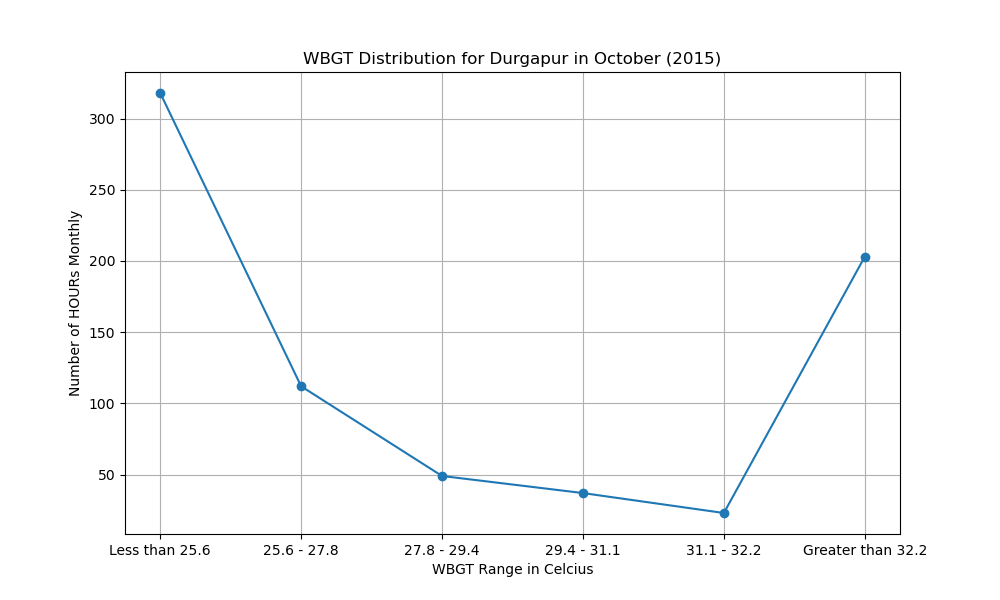 WBGT Distribution for Durgapur in October (2015)
Number of HOURs Monthly
300
250
200
150
100
50
Less than 25.6
25.6 - 27.8
27.8 - 29.4
29.4 - 31.1
31.1 - 32.2
Greater than 32.2
WBGT Range in Celcius